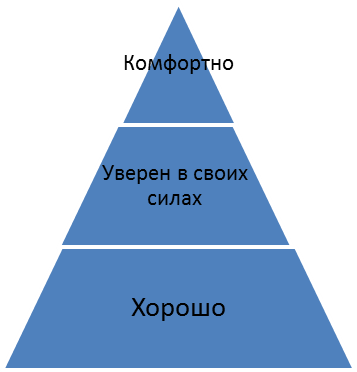 Комфортно
Уверен в своих
силах
Хорошо